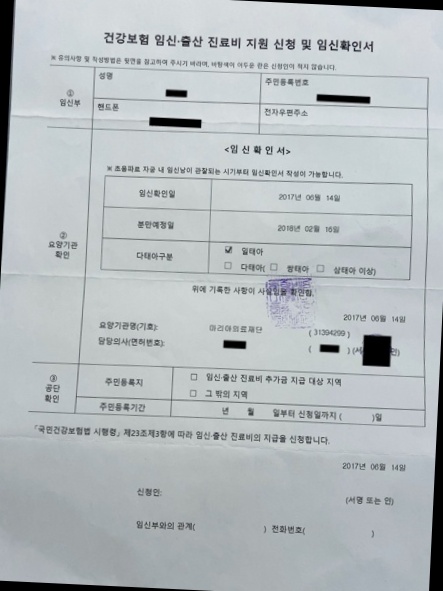 건강보험 임신·출산 진료비 지원 신청 및 임신확인서
※ 유의사항 및 작성방법은 뒷면을 참고하여 주시기 바라며, 바탕색이 어두운 란은 신청인이 적지 않습니다.
① 임신부
성명
주민등록번호
핸드폰
전자우편주소
② 요양기관 확인
<임 신 확 인 서>
※ 초음파로 자궁 내 임신낭이 관찰되는 시기부터 임신확인서 작성이 가능합니다.
임신확인일 2017년 06월 14일
분만예정일 2018년 02월 16일
다태아구분 ☑ 일태아
☐ 다태아( ☐ 쌍태아 ☐ 삼태아 이상)
위에 기록한 사항이 사실임을 확인함.
2017년 06월 14일
요양기관명(기호): 마리아의료재단 ( 31394299 )
담당의사(면허번호): ( ) (서 인)
③ 공단 확인
주민등록지 ☐ 임신·출산 진료비 추가금 지급 대상 지역
☐ 그 밖의 지역
주민등록기간 년 월 일부터 신청일까지 ( )일
「국민건강보험법 시행령」제23조제3항에 따라 임신·출산 진료비의 지급을 신청합니다.
2017년 06월 14일
신청인: (서명 또는 인)
임신부와의 관계( ) 전화번호( )